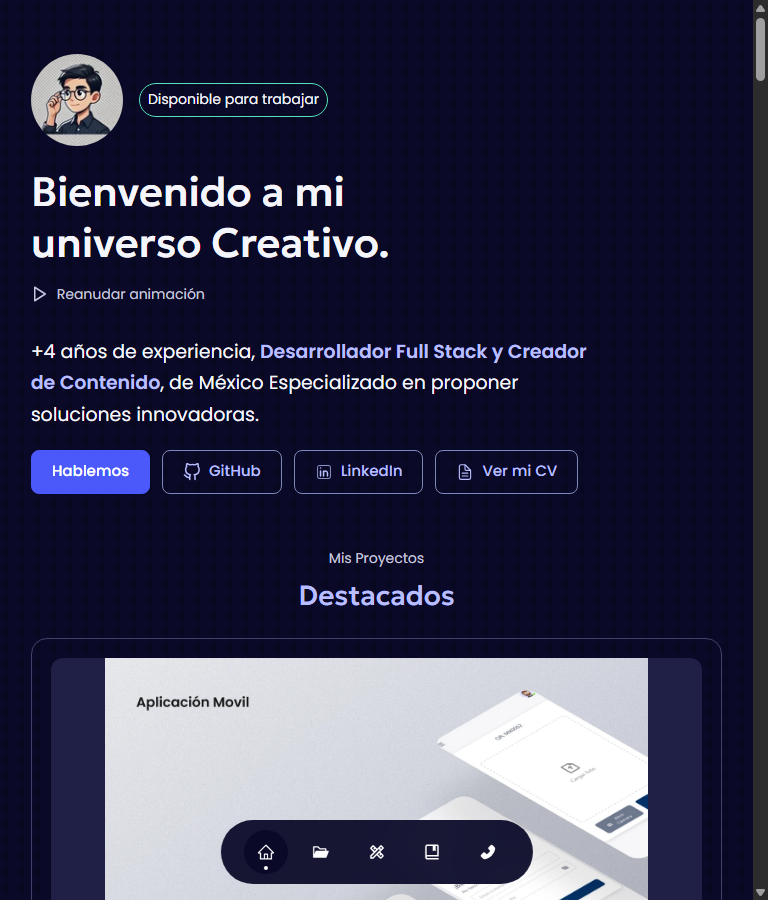 Disponible para trabajar
Bienvenido a mi
universo Creativo.
Reanudar animación
+4 años de experiencia, Desarrollador Full Stack y Creador
de Contenido, de México Especializado en proponer
soluciones innovadoras.
Hablemos
GitHub
LinkedIn
Ver mi CV
Mis Proyectos
Destacados
Aplicación Movil